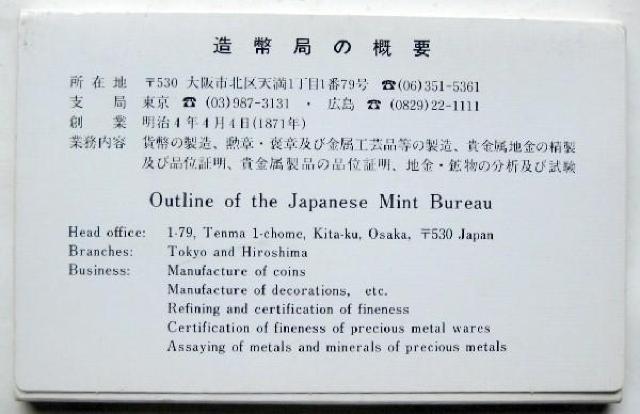 造幣局の概要
所在地 〒530 大阪市北区天満1丁目1番79号 ☎(06)351-5361
支局 東京 ☎ (03)987-3131 ・ 広島 ☎ (0829)22-1111
創業 明治4年4月4日(1871年)
業務内容 貨幣の製造、勲章・褒章及び金属工芸品等の製造、貴金属地金の精製
及び品位証明、貴金属製品の品位証明、地金・鉱物の分析及び試験
Outline of the Japanese Mint Bureau
Head office: 1-79, Tenma 1-chome, Kita-ku, Osaka, 〒530 Japan
Branches: Tokyo and Hiroshima
Business: Manufacture of coins
Manufacture of decorations, etc.
Refining and certification of fineness
Certification of fineness of precious metal wares
Assaying of metals and minerals of precious metals